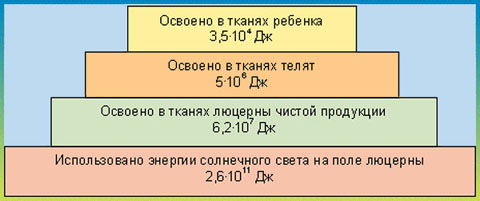 Освоено в тканях ребенка
3,5·10⁴ Дж
Освоено в тканях телят
5·10⁶ Дж
Освоено в тканях люцерны чистой продукции
6,2·10⁷ Дж
Использовано энергии солнечного света на поле люцерны
2,6·10¹¹ Дж